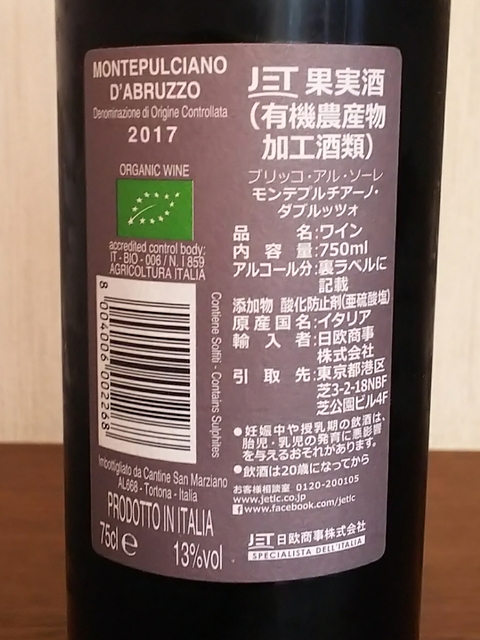 MONTEPULCIANO
D'ABRUZZO
Denominazione di Origine Controllata
2017
ORGANIC WINE
accredited control body:
IT - BIO - 006 / N. I 859
AGRICOLTURA ITALIA
8 004006 002268
Contiene Solfiti - Contains Sulphites
Imbottigliato da Cantine San Marziano
AL668 - Tortona - Italia
PRODOTTO IN ITALIA
75cl e 13%vol
JET 果実酒
(有機農産物
加工酒類)
ブリッコ・アル・ソーレ
モンテプルチアーノ・
ダブルッツォ
品名:ワイン
内容量:750ml
アルコール分:裏ラベルに
記載
添加物 酸化防止剤(亜硫酸塩)
原産国名:イタリア
輸入者:日欧商事
株式会社
引取先:東京都港区
芝3-2-18NBF
芝公園ビル4F
●妊娠中や授乳期の飲酒は、
胎児・乳児の発育に悪影響
を与えるおそれがあります。
●飲酒は20歳になってから
お客様相談室 0120-200105
www.jetlc.co.jp
f www.facebook.com/jetlc
JET 日欧商事株式会社
SPECIALISTA DELL'ITALIA